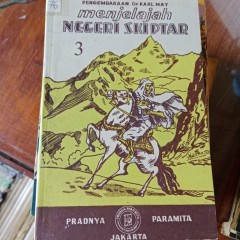 PENGEMBARAAN Dr KARL MAY
menjelajah
NEGERI SKIPTAR
3
PRADNYA PARAMITA
JAKARTA